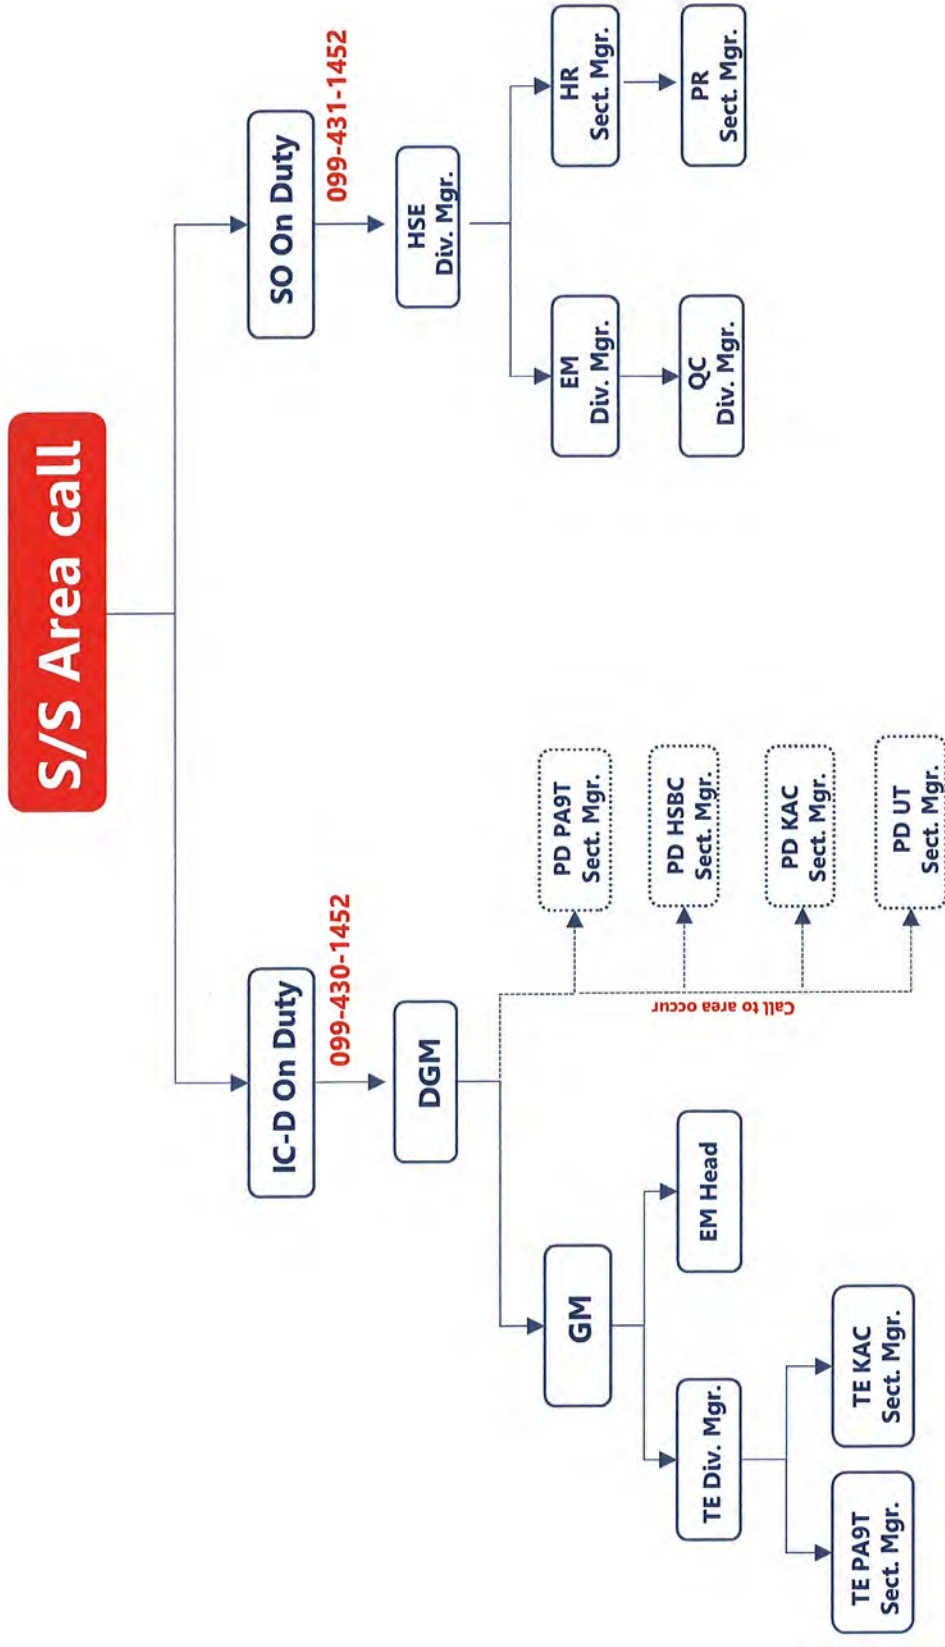 S/S Area call
IC-D On Duty
099-430-1452
SO On Duty
099-431-1452
DGM
HSE
Div. Mgr.
GM
PD PA9T
Sect. Mgr.
EM
Div. Mgr.
HR
Sect. Mgr.
TE Div. Mgr.
EM Head
Call to area occur
PD HSBC
Sect. Mgr.
QC
Div. Mgr.
PR
Sect. Mgr.
PD KAC
Sect. Mgr.
TE PA9T
Sect. Mgr.
TE KAC
Sect. Mgr.
PD UT
Sect. Mgr.